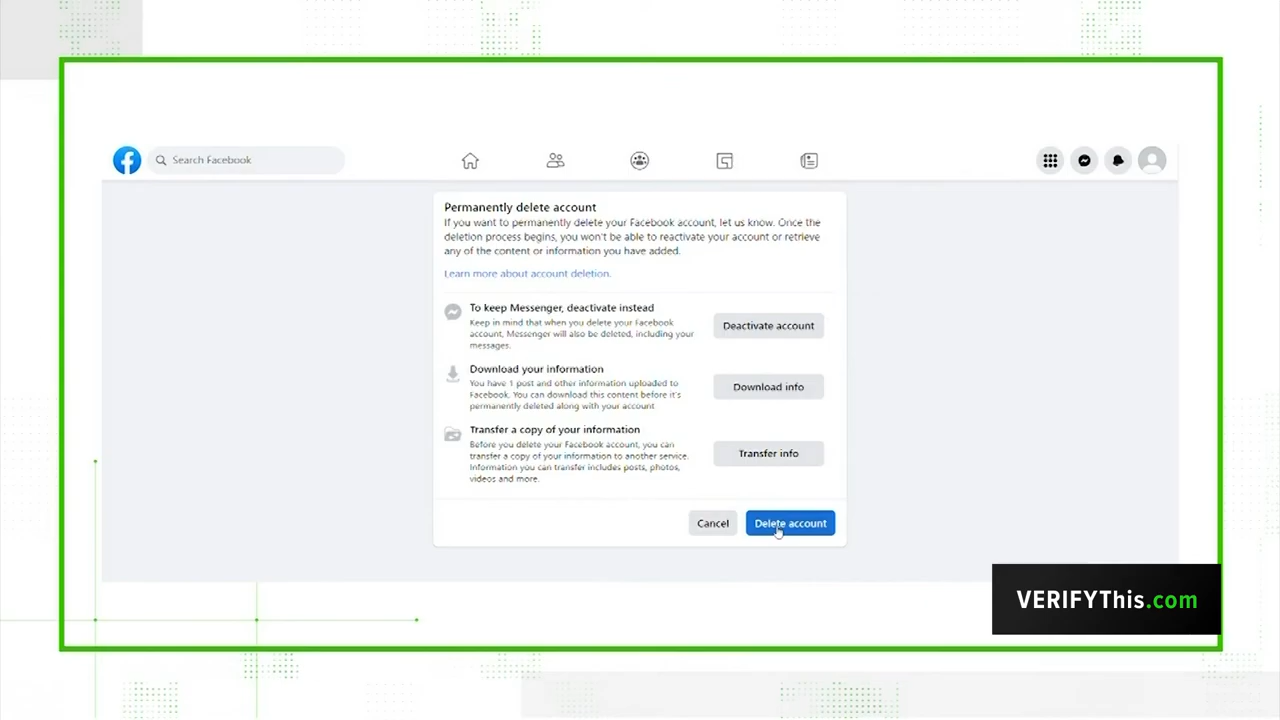 Search Facebook
Permanently delete account
If you want to permanently delete your Facebook account, let us know. Once the
deletion process begins, you won't be able to reactivate your account or retrieve
any of the content or information you have added.
Learn more about account deletion.
To keep Messenger, deactivate instead
Keep in mind that when you delete your Facebook
account, Messenger will also be deleted, including your
messages.
Deactivate account
Download your information
You have 1 post and other information uploaded to
Facebook. You can download this content before it's
permanently deleted along with your account
Download info
Transfer a copy of your information
Before you delete your Facebook account, you can
transfer a copy of your information to another service.
Information you can transfer includes posts, photos,
videos and more.
Transfer info
Cancel
Delete account
VERIFYThis.com